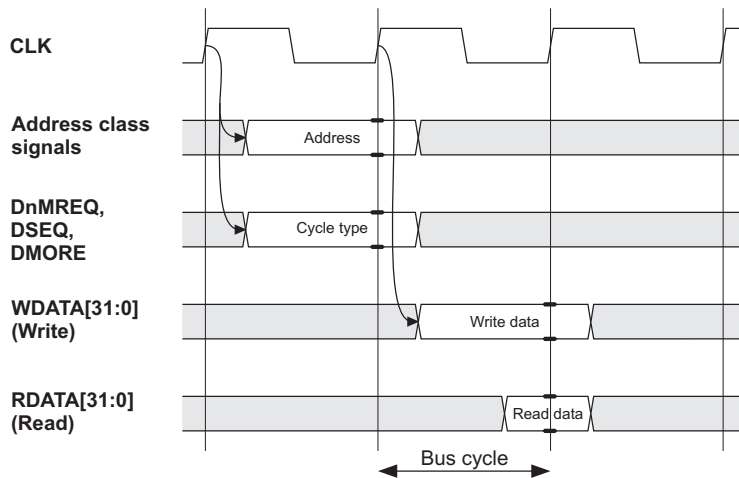 CLK
Address class
signals
Address
DnMREQ,
DSEQ,
DMORE
Cycle type
WDATA[31:0]
(Write)
Write data
RDATA[31:0]
(Read)
Read data
Bus cycle